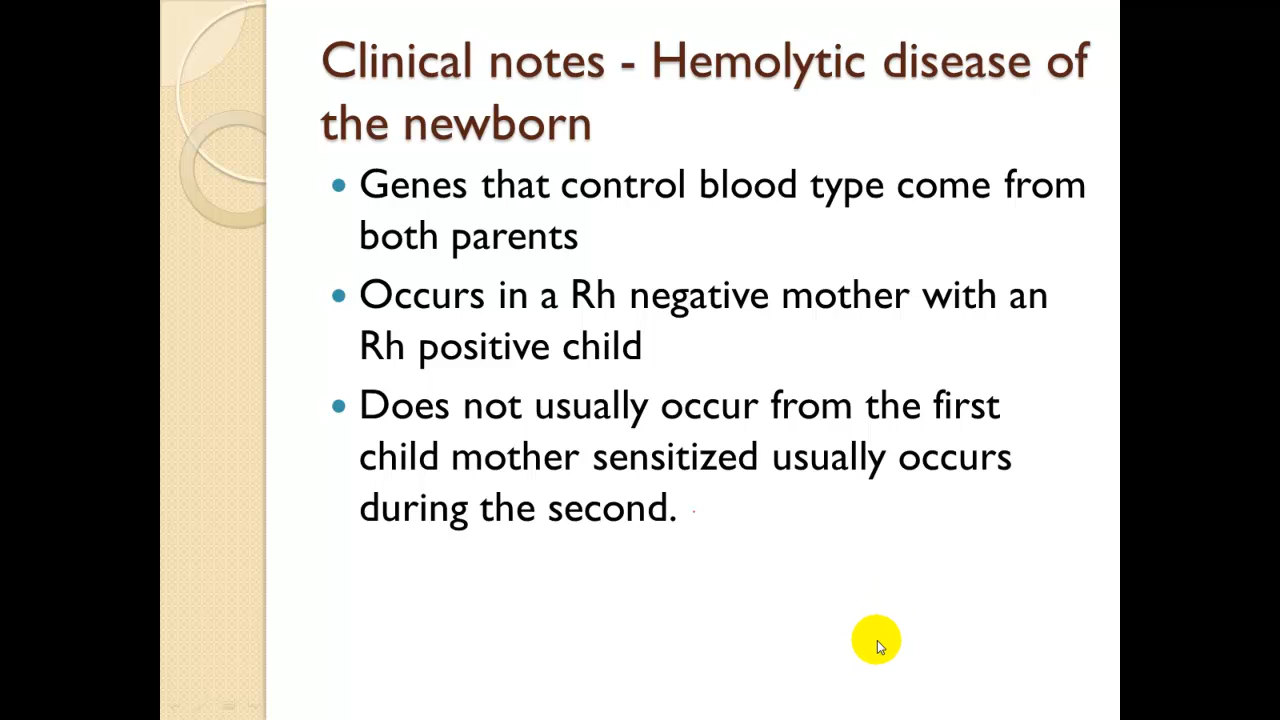 Clinical notes - Hemolytic disease of
the newborn
• Genes that control blood type come from
both parents
• Occurs in a Rh negative mother with an
Rh positive child
• Does not usually occur from the first
child mother sensitized usually occurs
during the second.